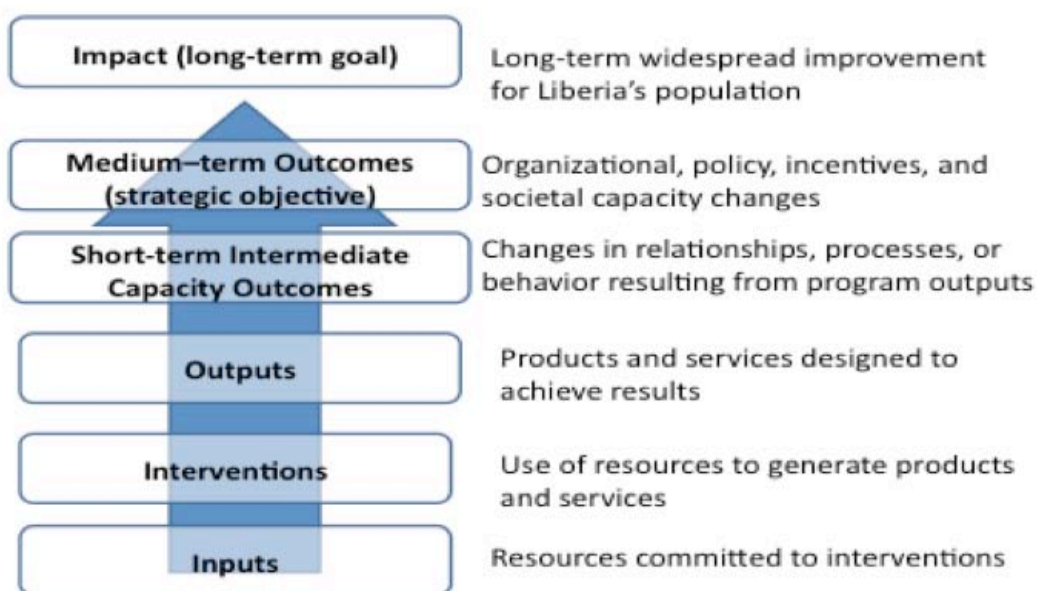 Impact (long-term goal)
Long-term widespread improvement
for Liberia's population
Medium–term Outcomes
(strategic objective)
Organizational, policy, incentives, and
societal capacity changes
Short-term Intermediate
Capacity Outcomes
Changes in relationships, processes, or
behavior resulting from program outputs
Outputs
Products and services designed to
achieve results
Interventions
Use of resources to generate products
and services
Inputs
Resources committed to interventions